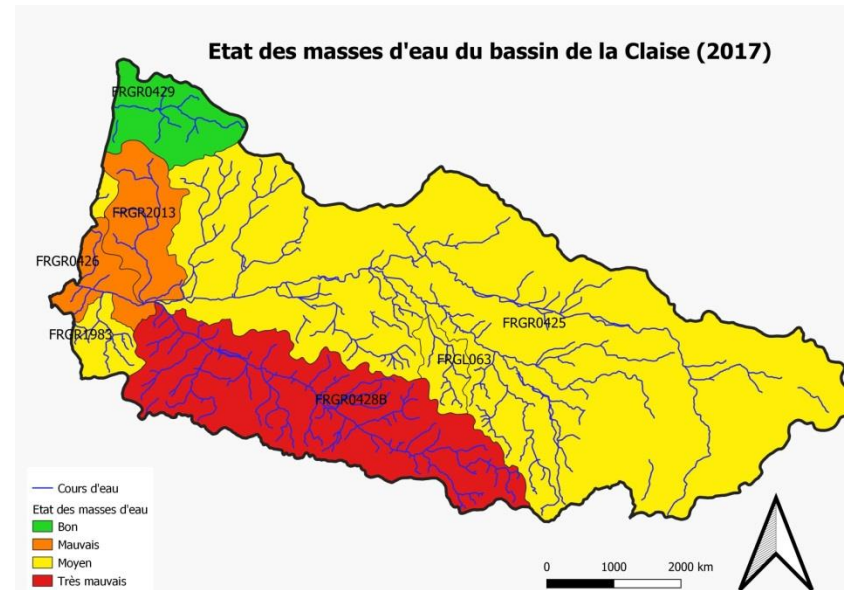 Etat des masses d'eau du bassin de la Claise (2017)
FRGR0429
FRGR2013
FRGR0426
FRGR1983
FRGR0425
FRGL063
FRGR0428B
Cours d'eau
Etat des masses d'eau
Bon
Mauvais
Moyen
Très mauvais
0 1000 2000 km